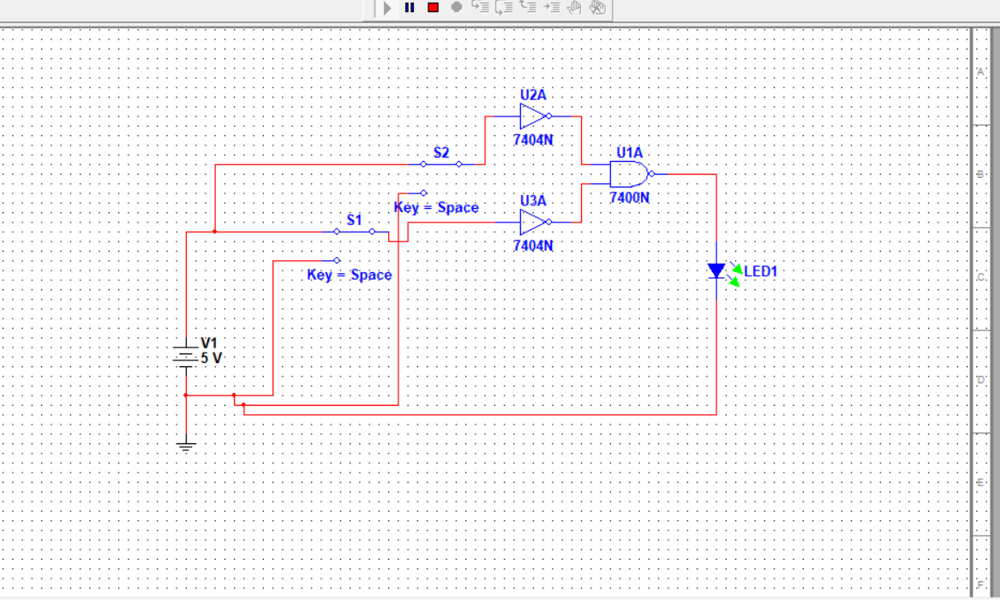 U2A
7404N
S2
U1A
Key = Space
7400N
U3A
S1
7404N
Key = Space
LED1
V1
5 V
A
B
C
D
E
F